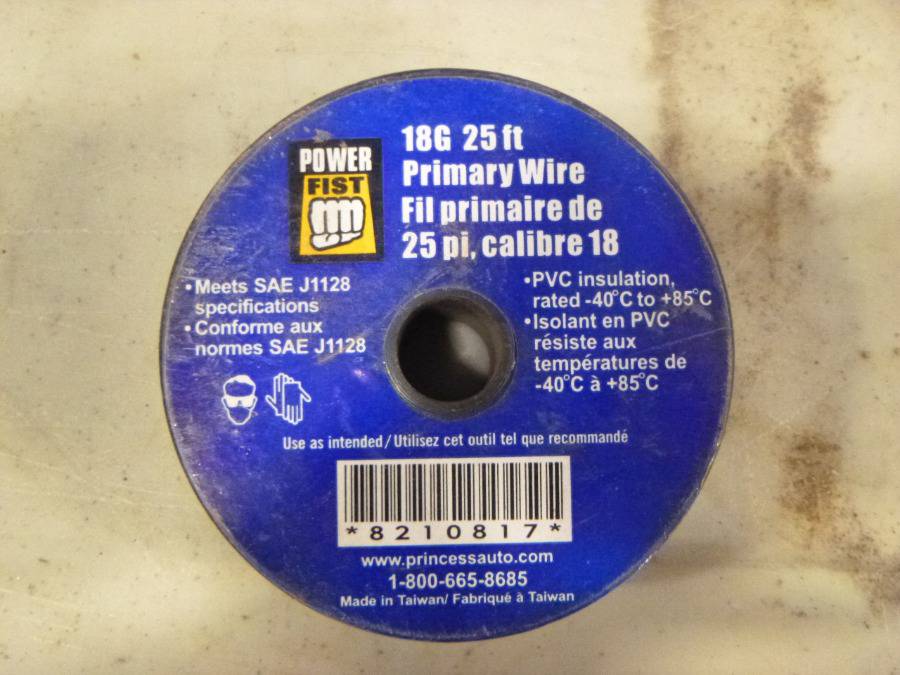 POWER
FIST
18G 25 ft
Primary Wire
Fil primaire de
25 pi, calibre 18
•Meets SAE J1128
specifications
•Conforme aux
normes SAE J1128
•PVC insulation,
rated -40°C to +85°C
•Isolant en PVC
résiste aux
températures de
-40°C à +85°C
Use as intended/Utilisez cet outil tel que recommandé
*8210817*
www.princessauto.com
1-800-665-8685
Made in Taiwan/ Fabriqué à Taiwan